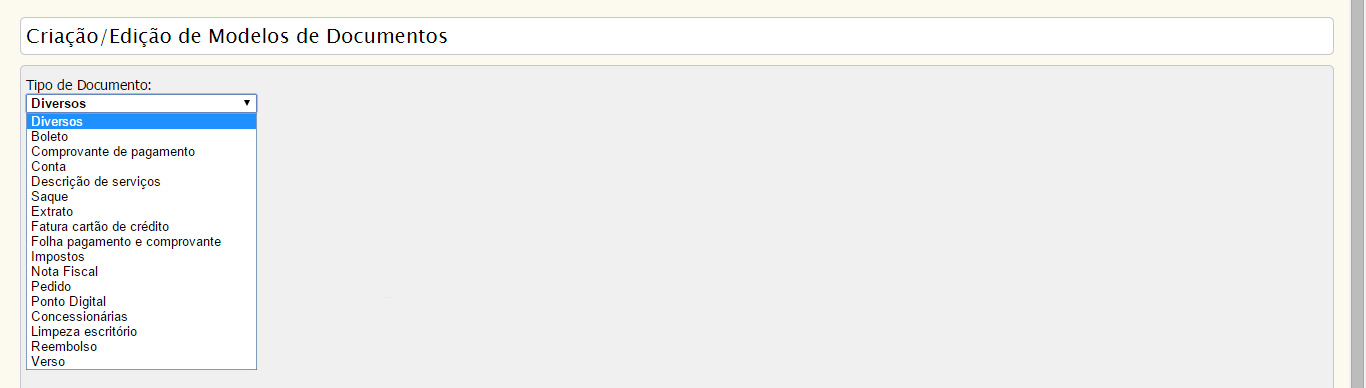 Criação/Edição de Modelos de Documentos
Tipo de Documento:
Diversos
Diversos
Boleto
Comprovante de pagamento
Conta
Descrição de serviços
Saque
Extrato
Fatura cartão de crédito
Folha pagamento e comprovante
Impostos
Nota Fiscal
Pedido
Ponto Digital
Concessionárias
Limpeza escritório
Reembolso
Verso